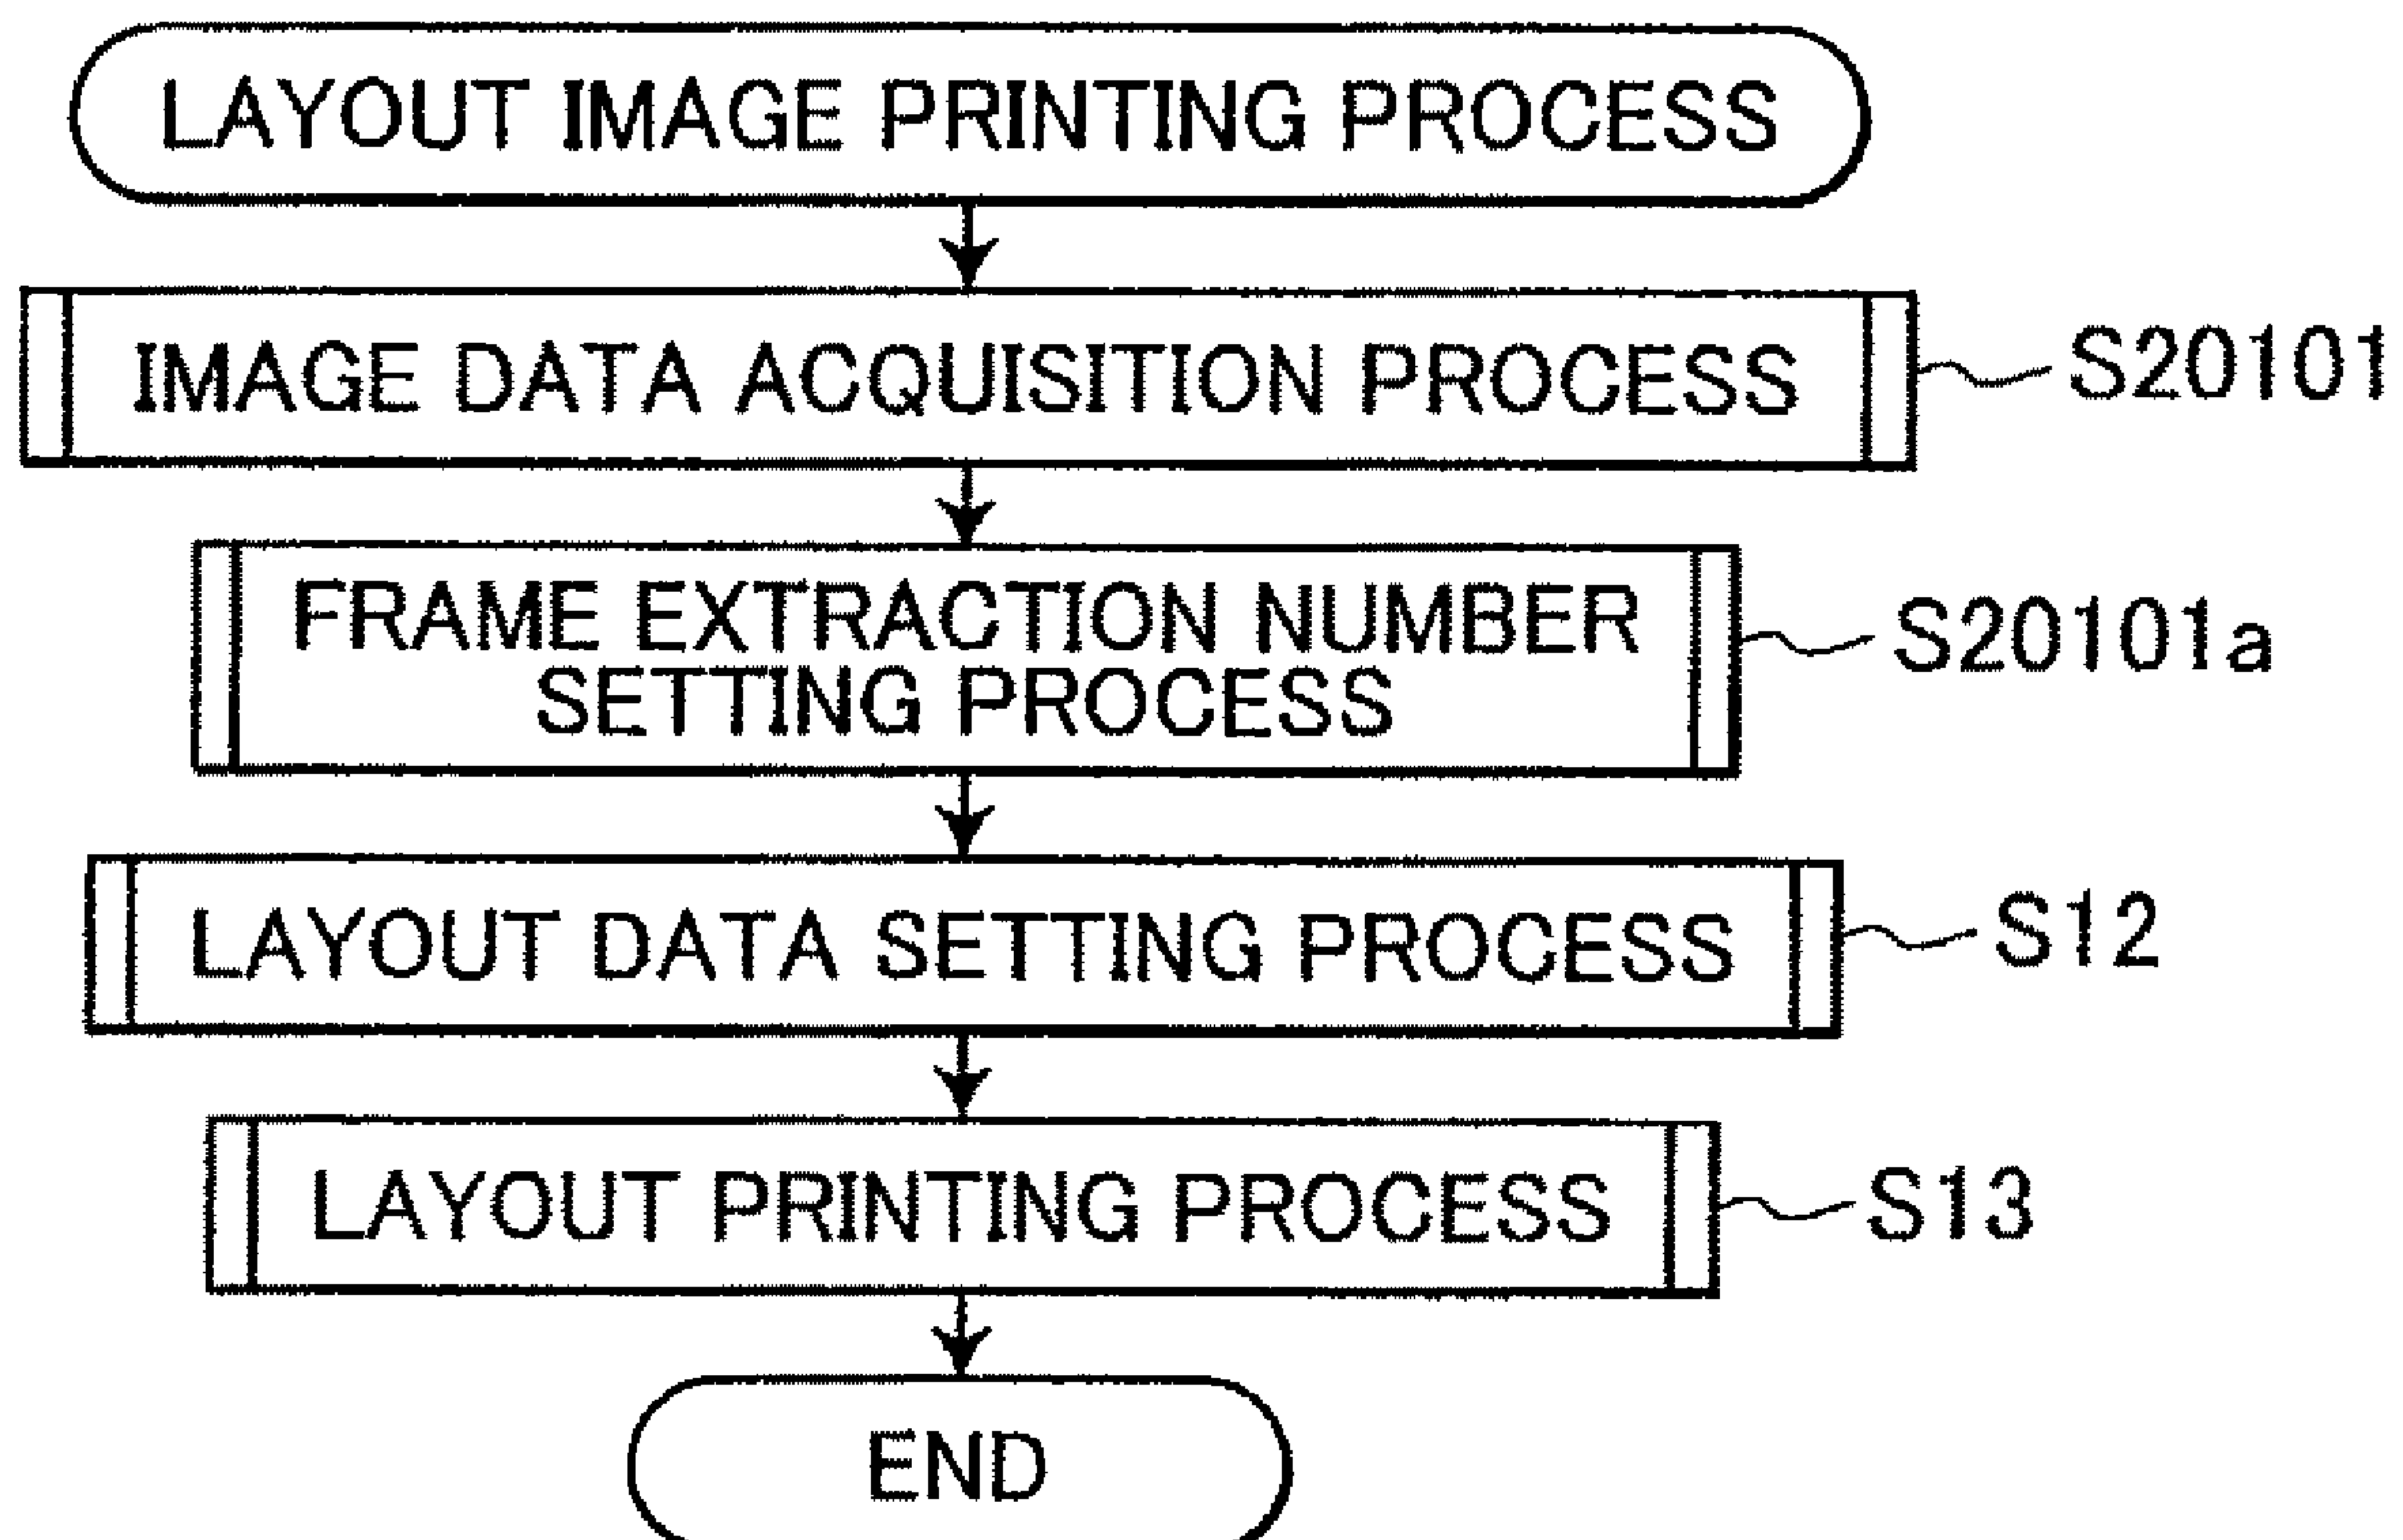 LAYOUT IMAGE PRINTING PROCESS
IMAGE DATA ACQUISITION PROCESS
S20101
FRAME EXTRACTION NUMBER
SETTING PROCESS
S20101a
LAYOUT DATA SETTING PROCESS
S12
LAYOUT PRINTING PROCESS
S13
END